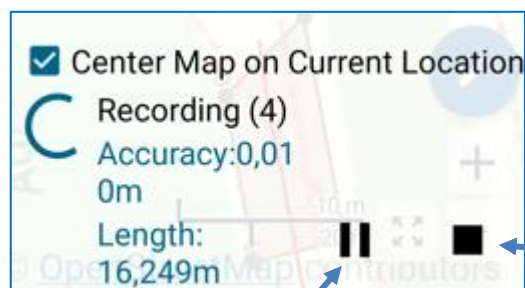 Center Map on Current Location
Recording (4)
Accuracy:0,01
0m
10 m
Length:
16,249m
© OpenStreetMap contributors